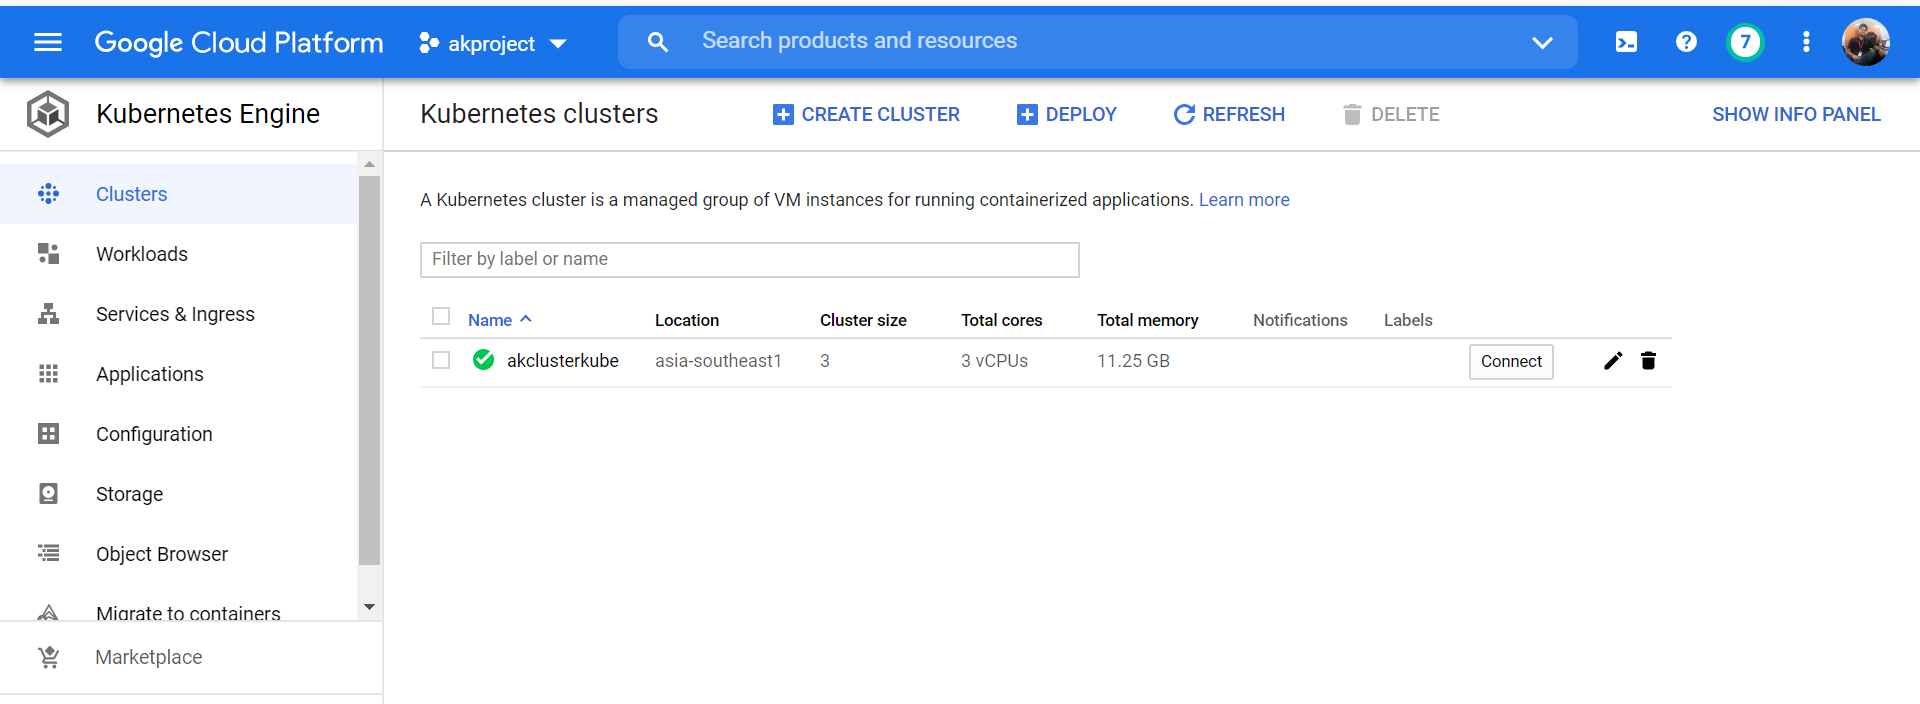 Google Cloud Platform akproject Search products and resources 7
Kubernetes Engine
Clusters
Workloads
Services & Ingress
Applications
Configuration
Storage
Object Browser
Migrate to containers
Marketplace
Kubernetes clusters CREATE CLUSTER DEPLOY REFRESH DELETE SHOW INFO PANEL
A Kubernetes cluster is a managed group of VM instances for running containerized applications. Learn more
Filter by label or name
Name Location Cluster size Total cores Total memory Notifications Labels
akclusterkube asia-southeast1 3 3 vCPUs 11.25 GB Connect